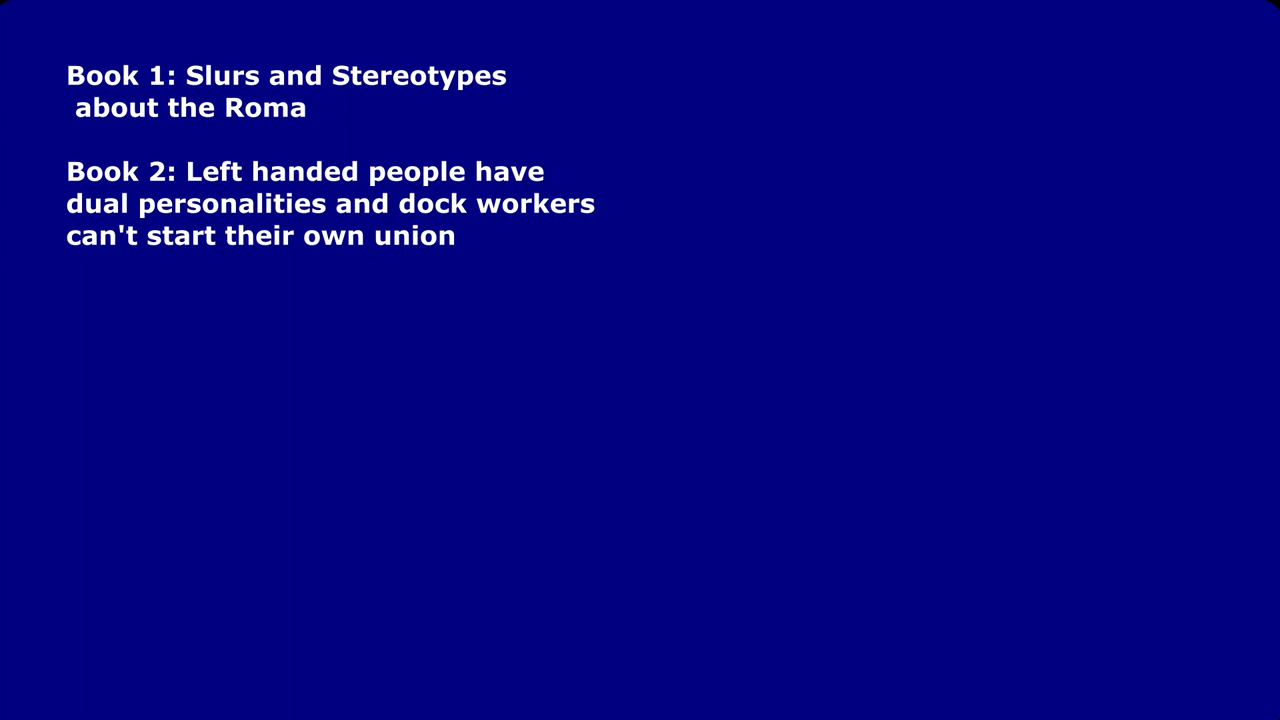 Book 1: Slurs and Stereotypes
about the Roma
Book 2: Left handed people have
dual personalities and dock workers
can't start their own union